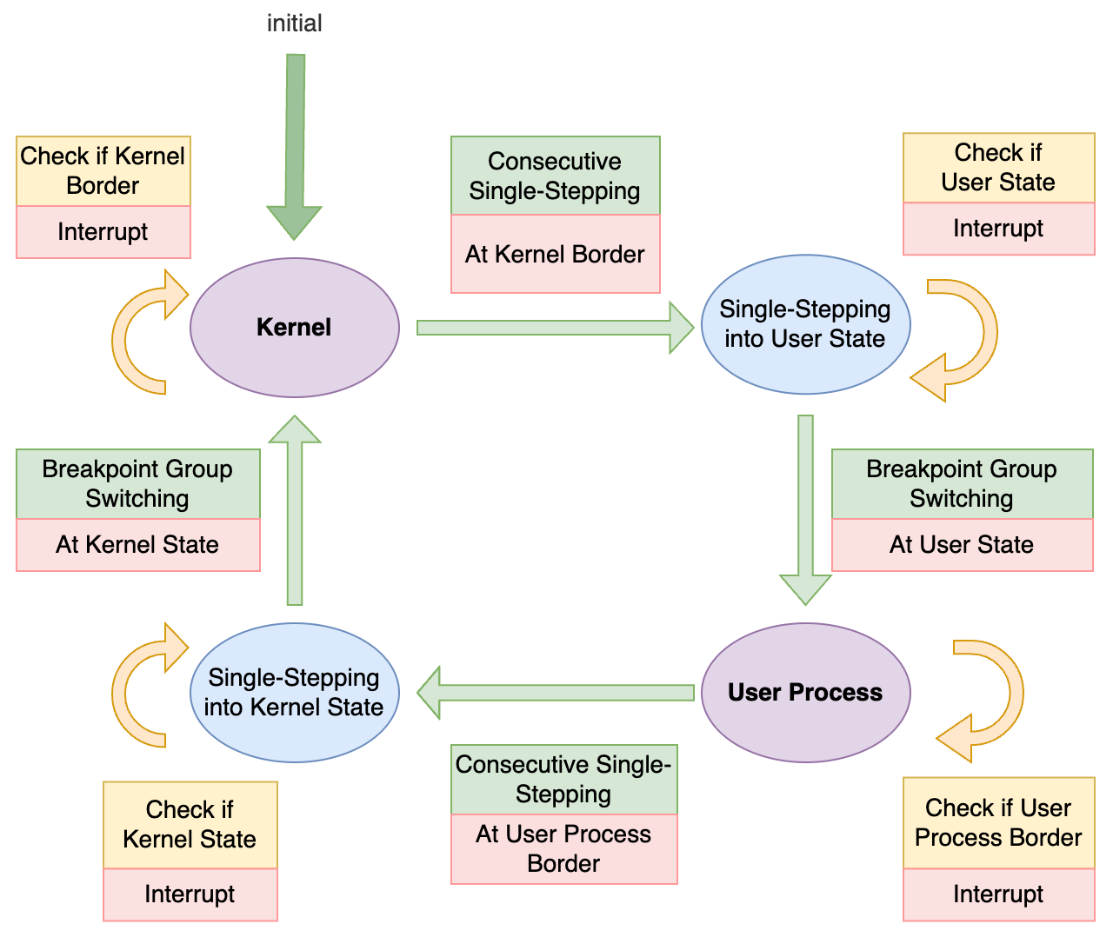 initial
Check if Kernel
Border
Interrupt
Consecutive
Single-Stepping
At Kernel Border
Check if
User State
Interrupt
Kernel
Single-Stepping
into User State
Breakpoint Group
Switching
At Kernel State
Breakpoint Group
Switching
At User State
Single-Stepping
into Kernel State
User Process
Consecutive Single-
Stepping
At User Process
Border
Check if
Kernel State
Interrupt
Check if User
Process Border
Interrupt